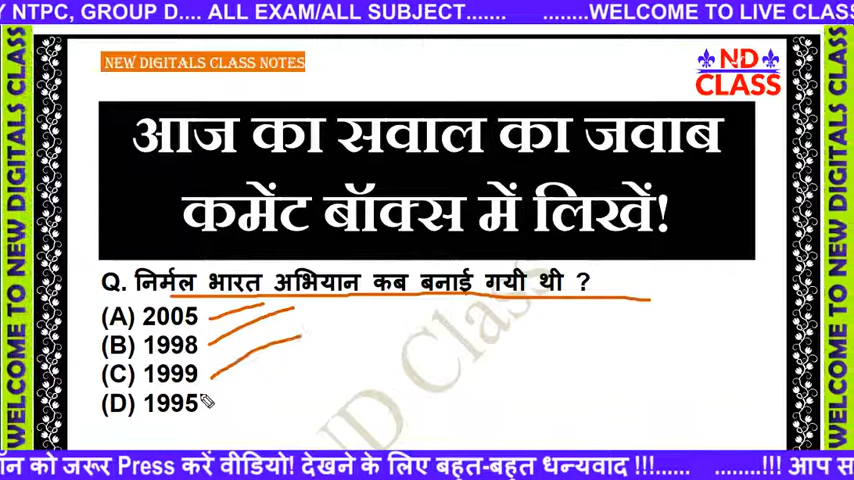 Y NTPC, GROUP D.... ALL EXAM/ALL SUBJECT....... ........WELCOME TO LIVE CLASS
NEW DIGITALS CLASS NOTES
ND
CLASS
आज का सवाल का जवाब
कमेंट बॉक्स में लिखें!
Q. निर्मल भारत अभियान कब बनाई गयी थी ?
(A) 2005
(B) 1998
(C) 1999
(D) 1995
ND Class
WELCOME TO NEW DIGITALS CLASS
WELCOME TO NEW DIGITALS CLASS
ॉन को जरूर Press करें वीडियो! देखने के लिए बहुत-बहुत धन्यवाद !!!...... ........!!! आप स